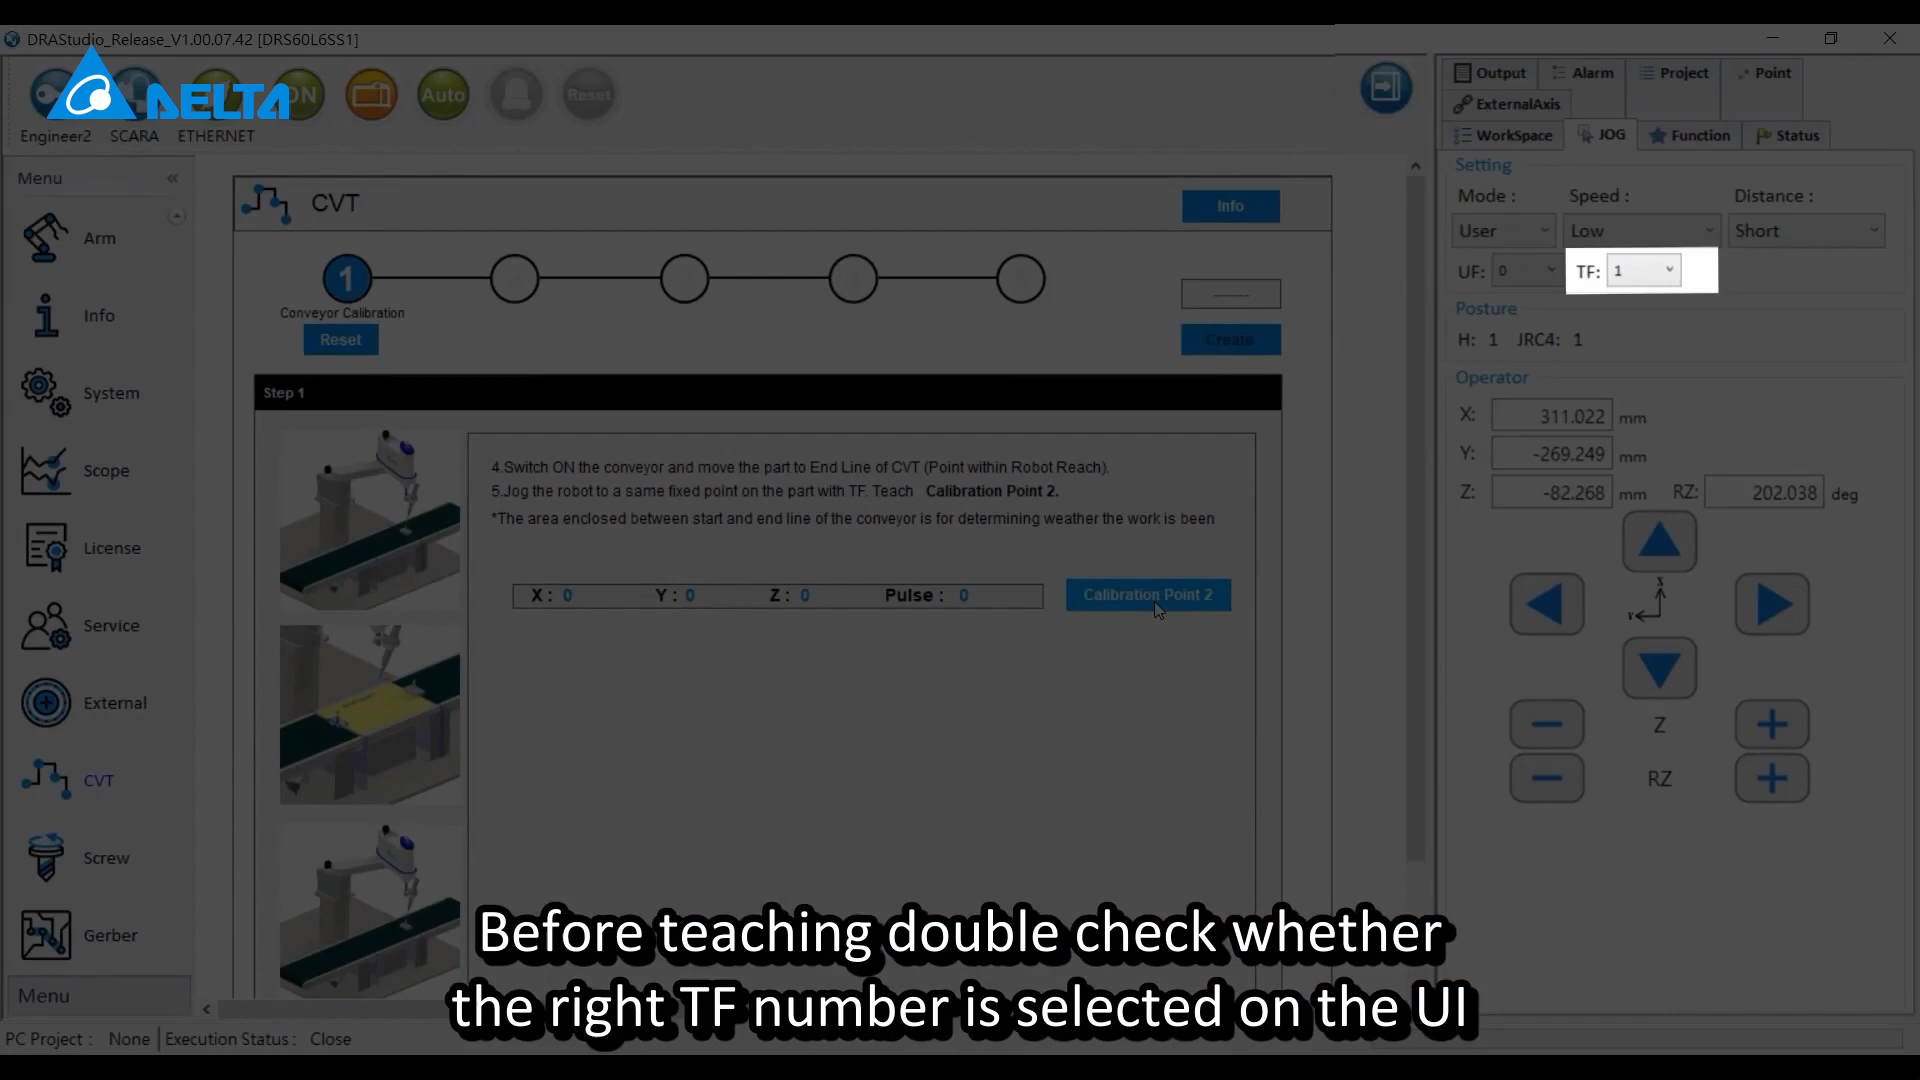 DRAStudio_Release_V1.00.07.42 [DRS60L6SS1]
DELTA
ON
Auto
Reset
Engineer2 SCARA ETHERNET
Output
Alarm
Project
Point
ExternalAxis
WorkSpace
JOG
Function
Status
Menu
Arm
Info
System
Scope
License
Service
External
CVT
Screw
Gerber
Menu
CVT
Info
1
Conveyor Calibration
Reset
-------
Create
Step 1
4.Switch ON the conveyor and move the part to End Line of CVT (Point within Robot Reach).
5.Jog the robot to a same fixed point on the part with TF. Teach Calibration Point 2.
*The area enclosed between start and end line of the conveyor is for determining weather the work is been
X : 0 Y : 0 Z : 0 Pulse : 0
Calibration Point 2
Setting
Mode : Speed : Distance :
User Low Short
UF: 0 TF: 1
Posture
H: 1 JRC4: 1
Operator
X: 311.022 mm
Y: -269.249 mm
Z: -82.268 mm RZ: 202.038 deg
X
Y
Z
RZ
Before teaching double check whether
the right TF number is selected on the UI
PC Project : None Execution Status : Close